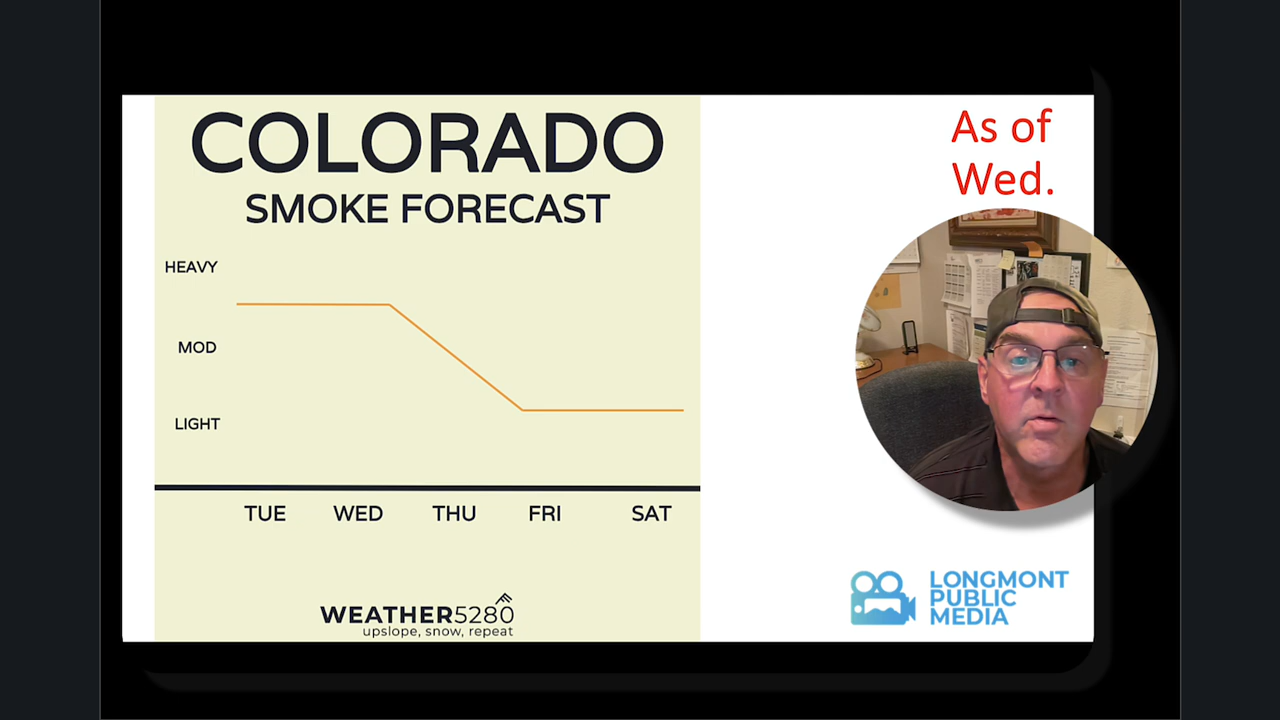 COLORADO
SMOKE FORECAST
HEAVY
MOD
LIGHT
TUE WED THU FRI SAT
WEATHER5280
upslope, snow, repeat
As of
Wed.
LONGMONT
PUBLIC
MEDIA